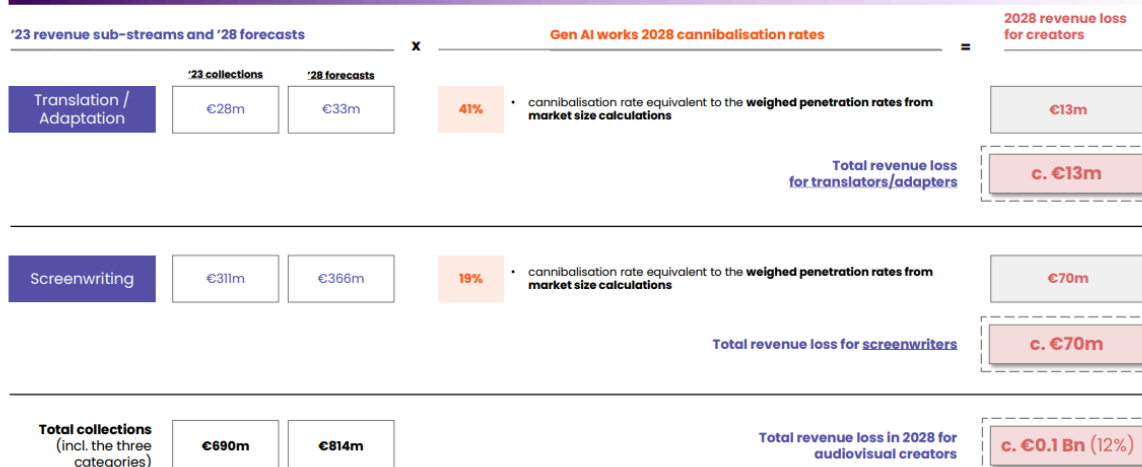 ’23 revenue sub-streams and ’28 forecasts
x
Gen AI works 2028 cannibalisation rates
=
2028 revenue loss
for creators
’23 collections
’28 forecasts
Translation /
Adaptation
€28m
€33m
41%
• cannibalisation rate equivalent to the weighed penetration rates from
market size calculations
€13m
Total revenue loss
for translators/adapters
c. €13m
Screenwriting
€311m
€366m
19%
• cannibalisation rate equivalent to the weighed penetration rates from
market size calculations
€70m
Total revenue loss for screenwriters
c. €70m
Total collections
(incl. the three
categories)
€690m
€814m
Total revenue loss in 2028 for
audiovisual creators
c. €0.1 Bn (12%)